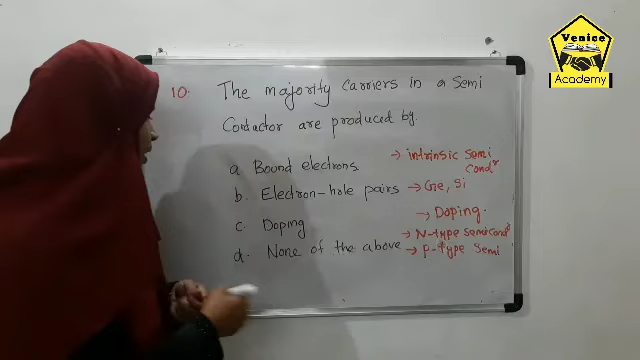 Venice
Academy
10. The majority carriers in a Semi
Conductor are produced by.
a Bound electrons
b. Electron-hole pairs
c. Doping
d. None of the above
→ intrinsic semi
condr
→ Ge, Si
→ Doping.
→ N-type semicondr
→ P-type semi